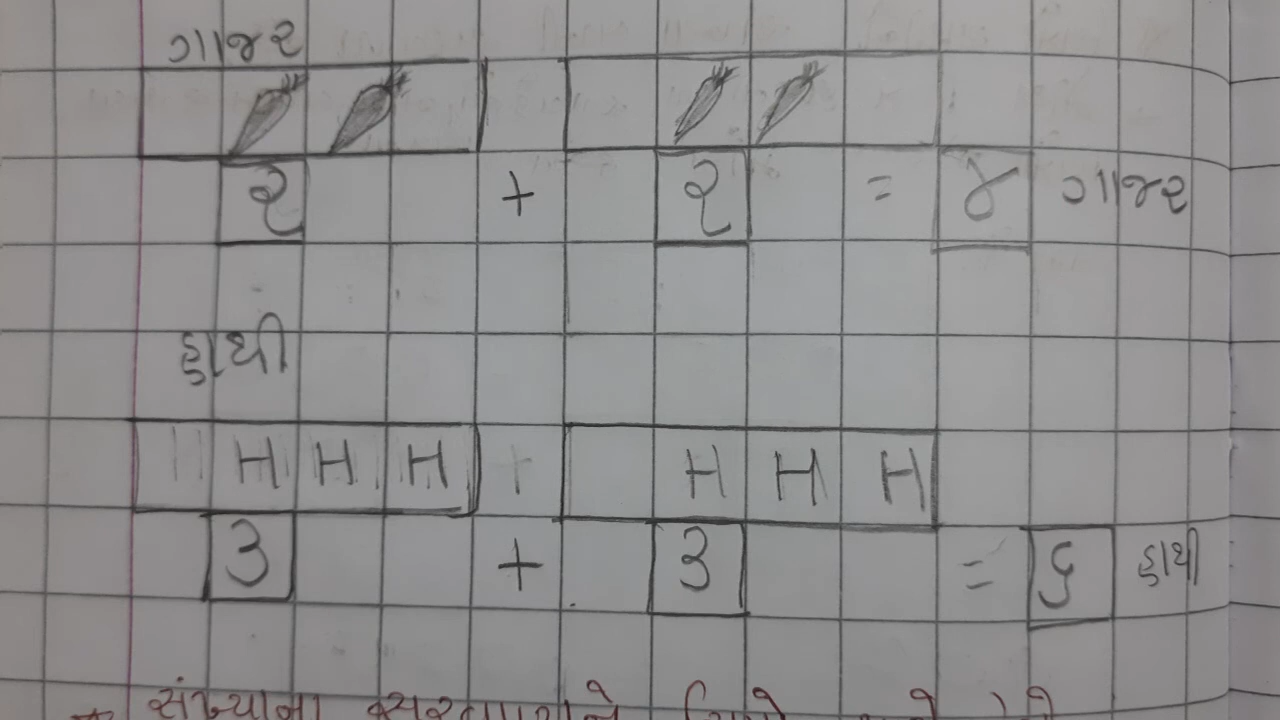 ગાજર
૨ + ૨ = ૪ ગાજર
હાથી
H H H + H H H
૩ + ૩ = ૬ હાથી
સંખ્યાના